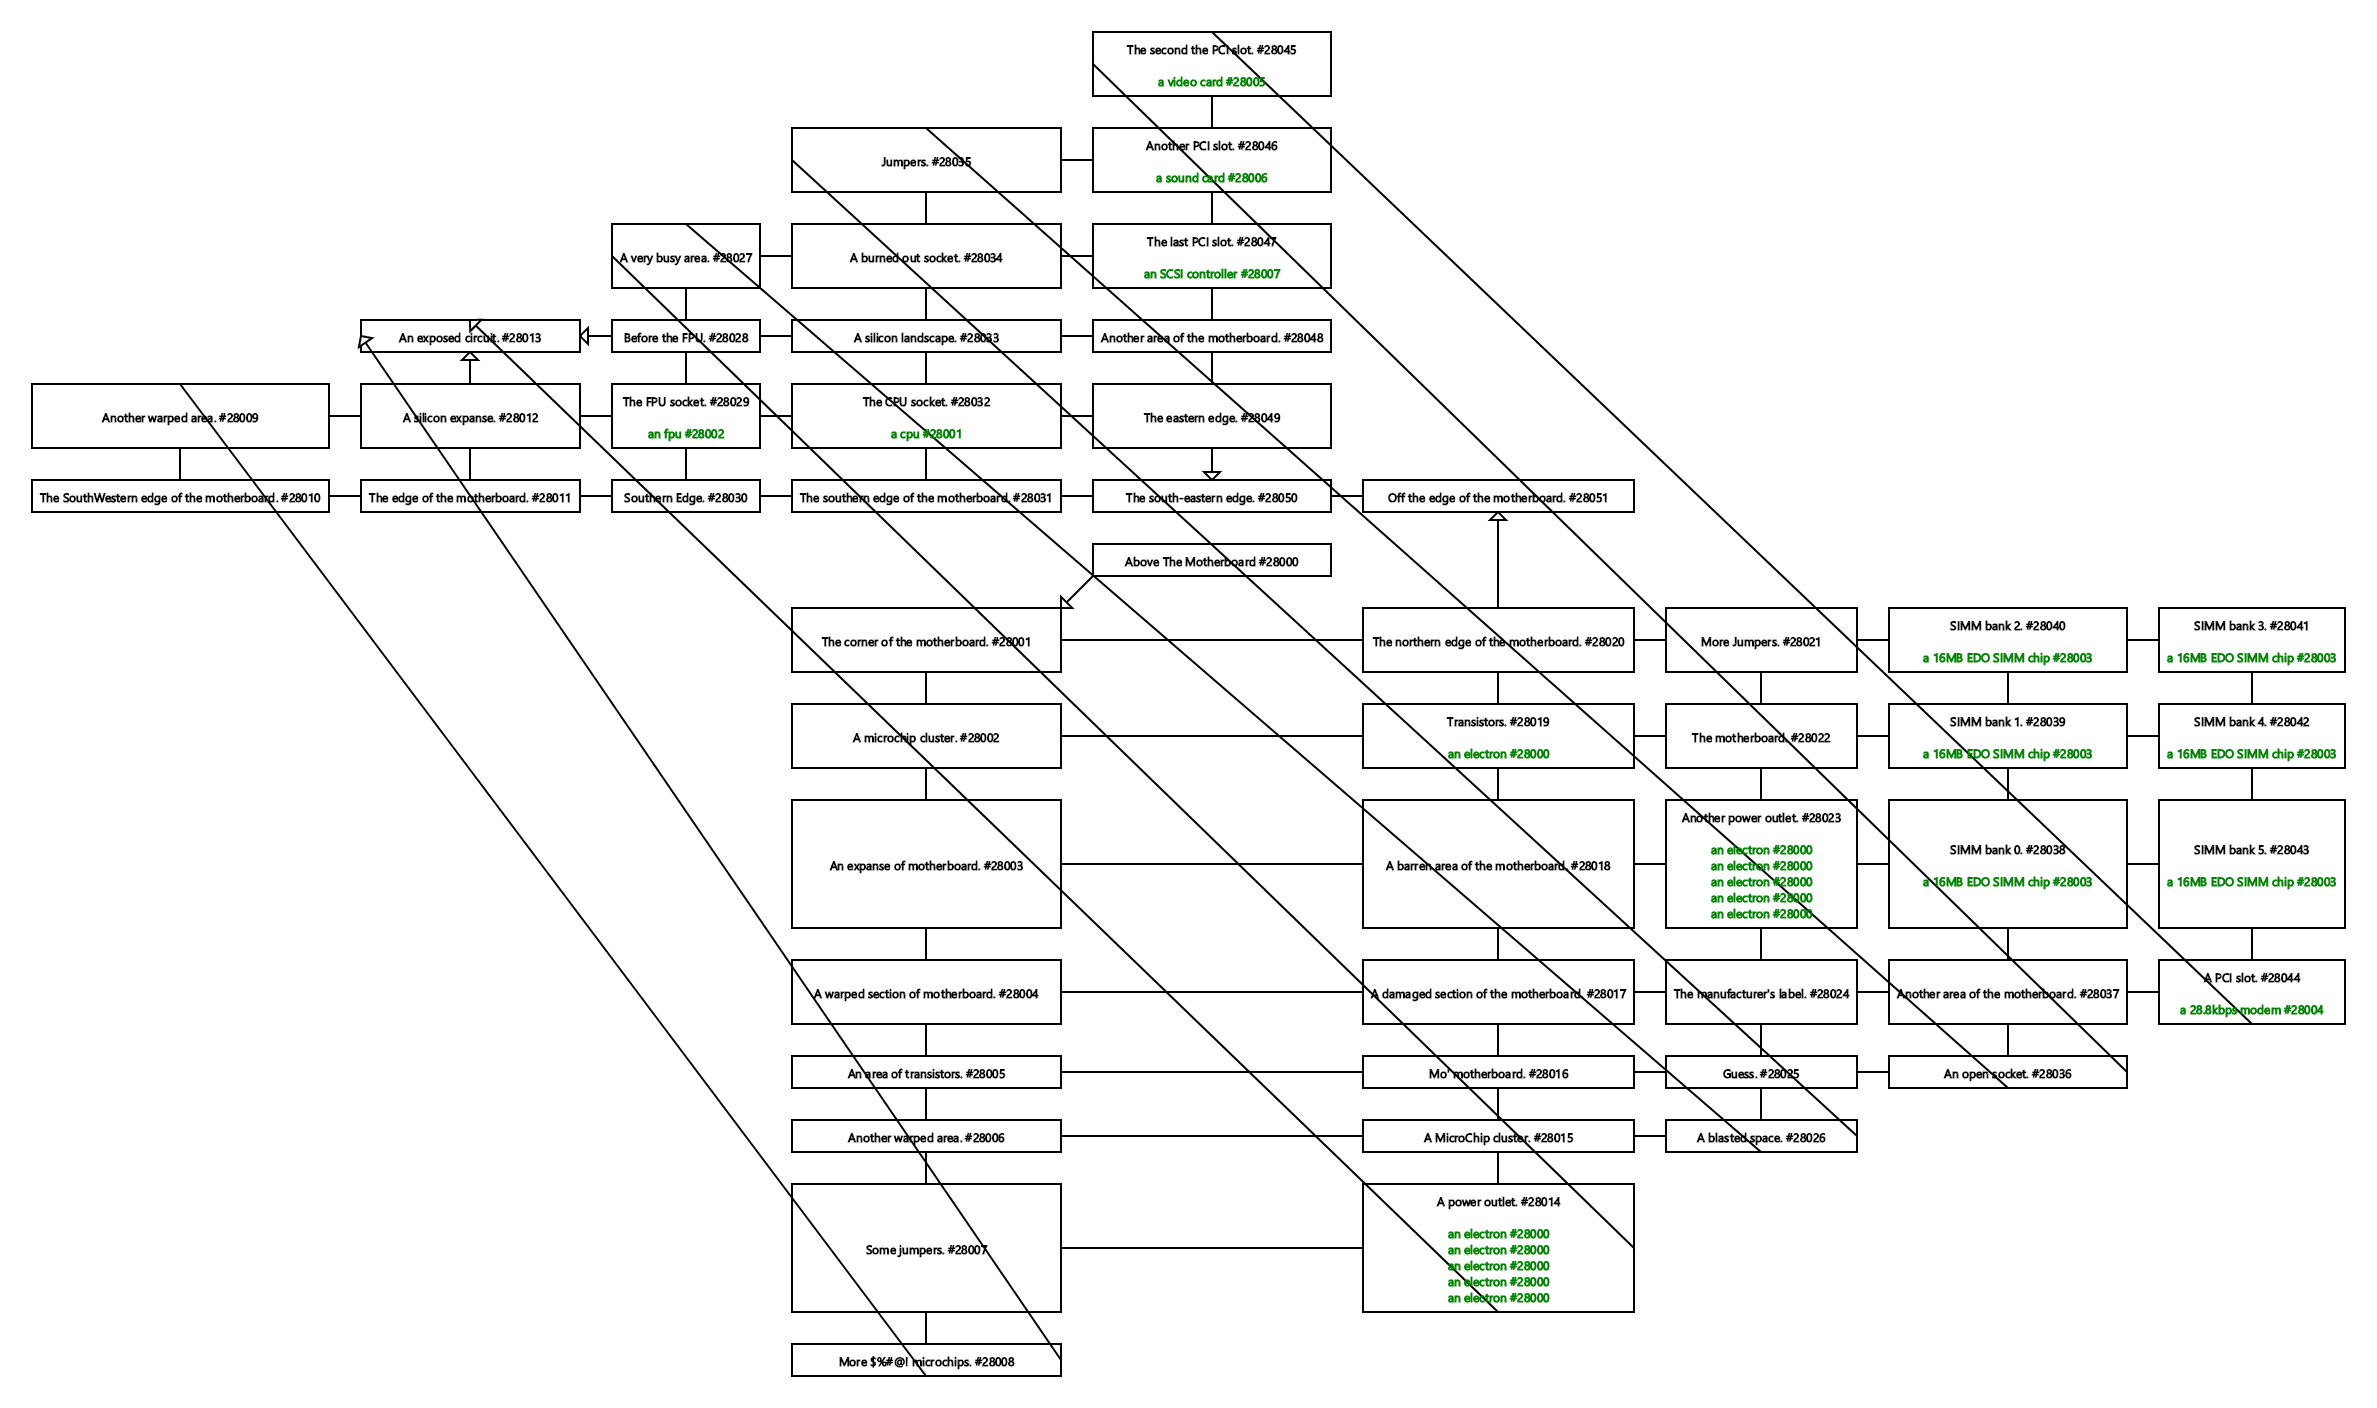 The second the PCI slot. #28045
a video card #28005
Jumpers. #28035
Another PCI slot. #28046
a sound card #28006
A very busy area. #28027
A burned out socket. #28034
The last PCI slot. #28047
an SCSI controller #28007
An exposed circuit. #28013
Before the FPU. #28028
A silicon landscape. #28033
Another area of the motherboard. #28048
Another warped area. #28009
A silicon expanse. #28012
The FPU socket. #28029
an fpu #28002
The CPU socket. #28032
a cpu #28001
The eastern edge. #28049
The SouthWestern edge of the motherboard. #28010
The edge of the motherboard. #28011
Southern Edge. #28030
The southern edge of the motherboard. #28031
The south-eastern edge. #28050
Off the edge of the motherboard. #28051
Above The Motherboard #28000
The corner of the motherboard. #28001
The northern edge of the motherboard. #28020
More Jumpers. #28021
SIMM bank 2. #28040
a 16MB EDO SIMM chip #28003
SIMM bank 3. #28041
a 16MB EDO SIMM chip #28003
A microchip cluster. #28002
Transistors. #28019
an electron #28000
The motherboard. #28022
SIMM bank 1. #28039
a 16MB EDO SIMM chip #28003
SIMM bank 4. #28042
a 16MB EDO SIMM chip #28003
An expanse of motherboard. #28003
A barren area of the motherboard. #28018
Another power outlet. #28023
an electron #28000
an electron #28000
an electron #28000
an electron #28000
an electron #28000
SIMM bank 0. #28038
a 16MB EDO SIMM chip #28003
SIMM bank 5. #28043
a 16MB EDO SIMM chip #28003
A warped section of motherboard. #28004
A damaged section of the motherboard. #28017
The manufacturer's label. #28024
Another area of the motherboard. #28037
A PCI slot. #28044
a 28.8kbps modem #28004
An area of transistors. #28005
Mo' motherboard. #28016
Guess. #28025
An open socket. #28036
Another warped area. #28006
A MicroChip cluster. #28015
A blasted space. #28026
Some jumpers. #28007
A power outlet. #28014
an electron #28000
an electron #28000
an electron #28000
an electron #28000
an electron #28000
More $%#@! microchips. #28008